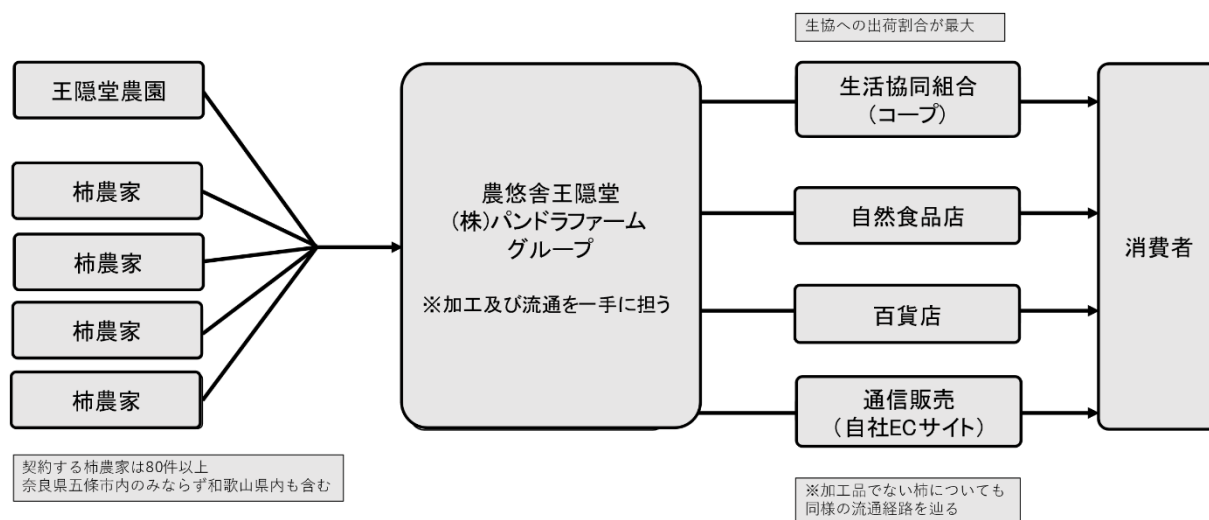 王隠堂農園
柿農家
柿農家
柿農家
柿農家
契約する柿農家は80件以上
奈良県五條市内のみならず和歌山県内も含む
農悠舎王隠堂
(株)パンドラファーム
グループ
※加工及び流通を一手に担う
生協への出荷割合が最大
生活協同組合
(コープ)
自然食品店
百貨店
通信販売
(自社ECサイト)
※加工品でない柿についても
同様の流通経路を辿る
消費者